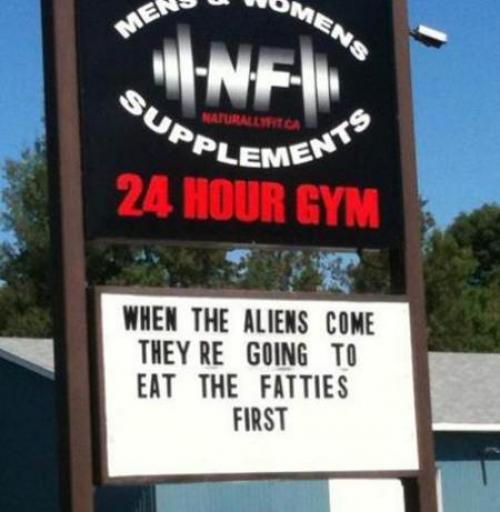 MENS & WOMENS
NF
NATURALLYFIT.CA
SUPPLEMENTS
24 HOUR GYM
WHEN THE ALIENS COME
THEY RE GOING TO
EAT THE FATTIES
FIRST